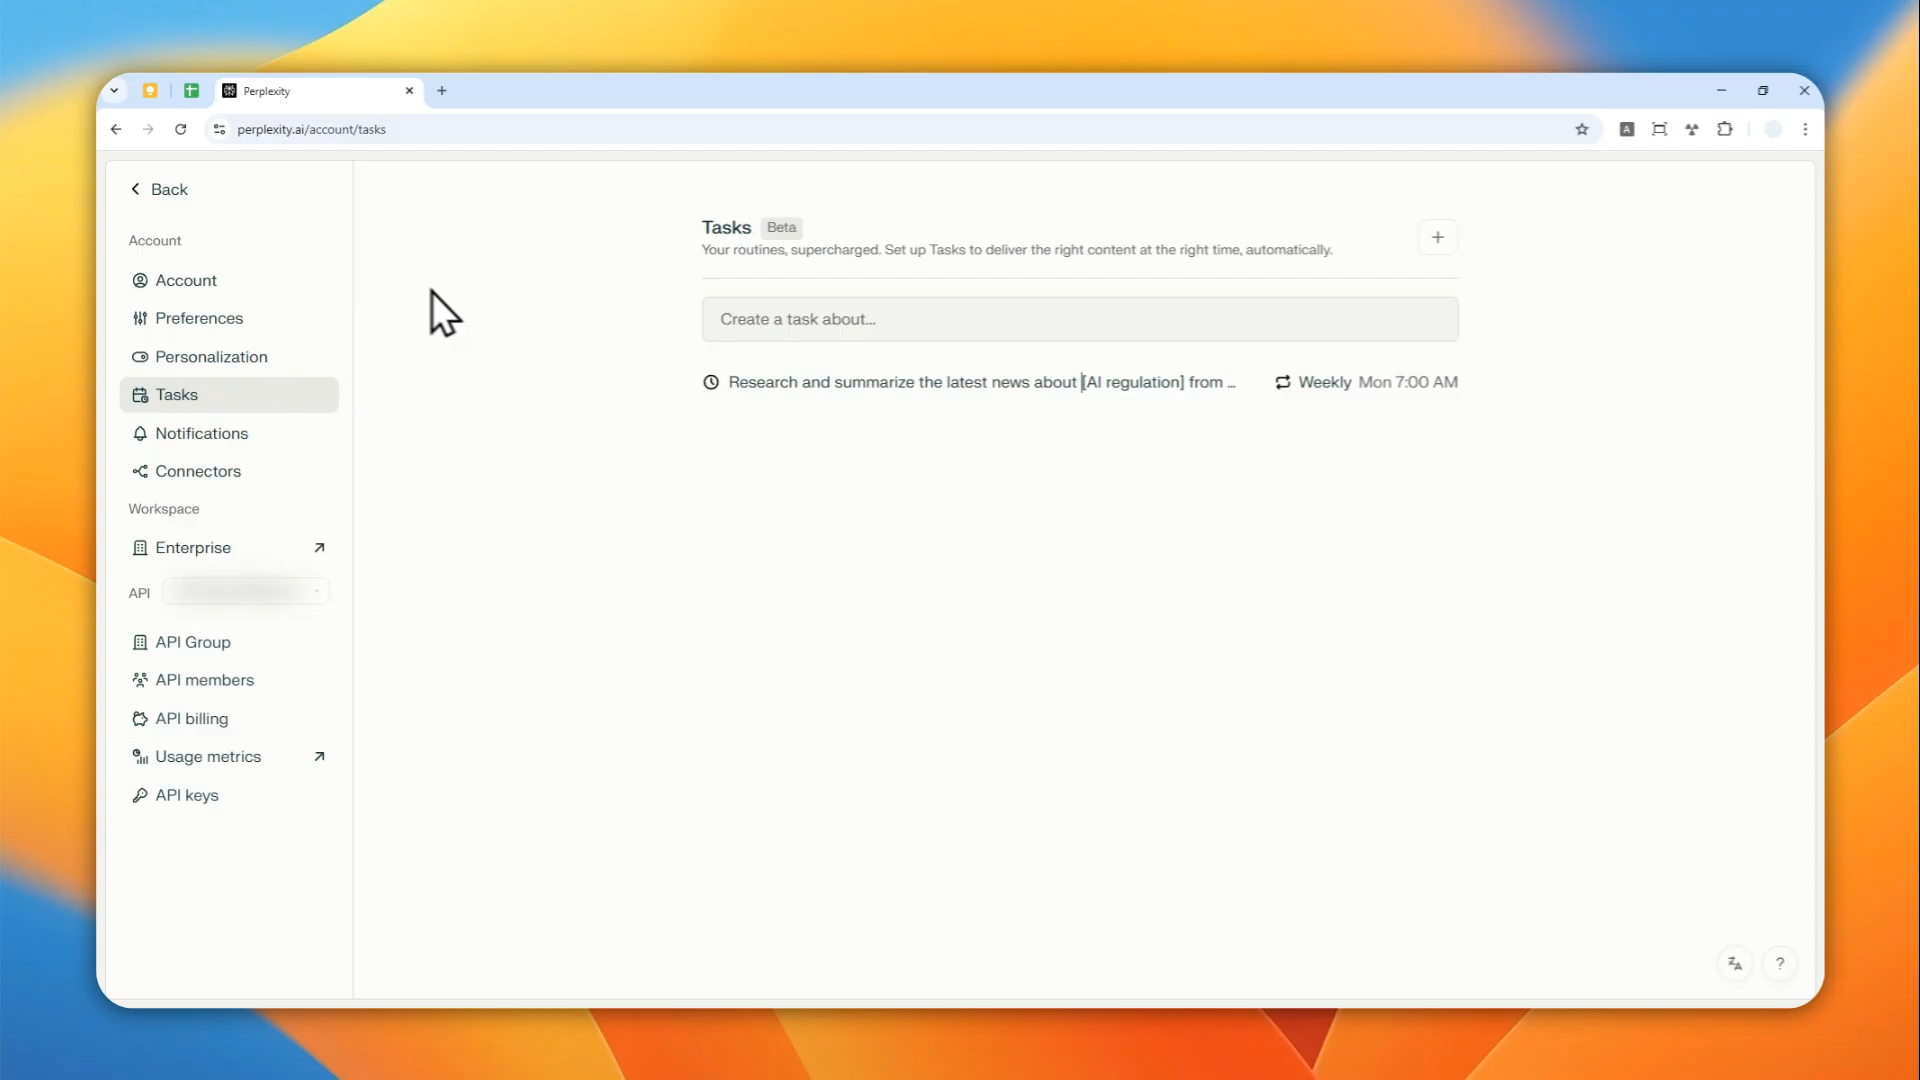 Perplexity
perplexity.ai/account/tasks
A
Back
Account
Account
Preferences
Personalization
Tasks
Notifications
Connectors
Workspace
Enterprise
API
API Group
API members
API billing
Usage metrics
API keys
Tasks Beta
Your routines, supercharged. Set up Tasks to deliver the right content at the right time, automatically.
Create a task about...
Research and summarize the latest news about [AI regulation] from ... Weekly Mon 7:00 AM
?